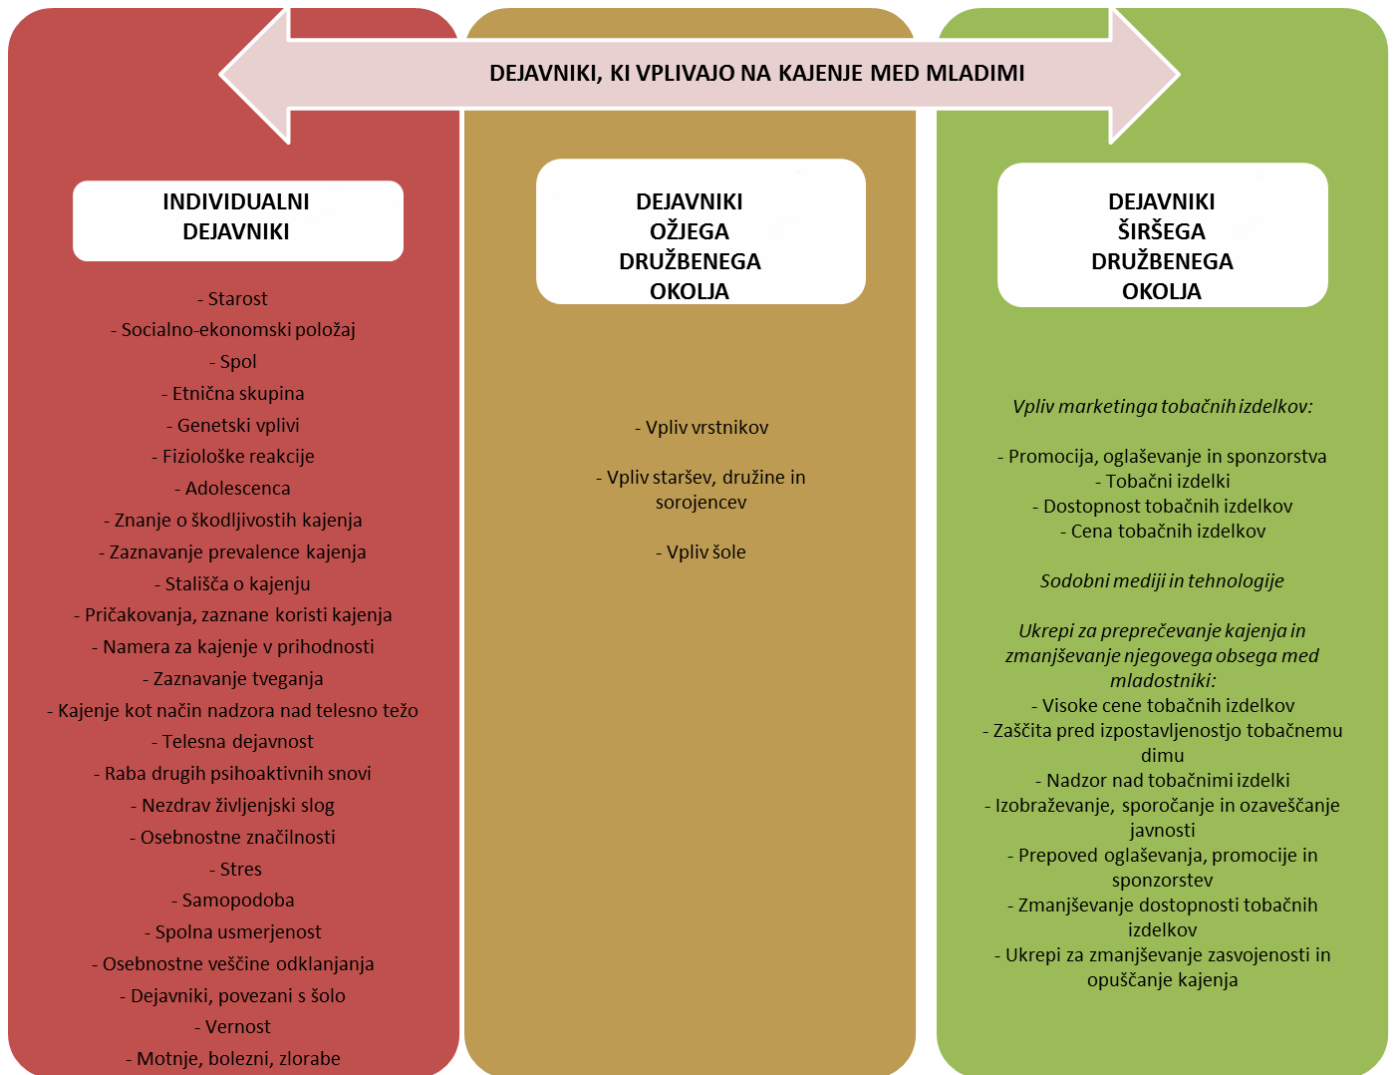 DEJAVNIKI, KI VPLIVAJO NA KAJENJE MED MLADIMI
INDIVIDUALNI
DEJAVNIKI
- Starost
- Socialno-ekonomski položaj
- Spol
- Etnična skupina
- Genetski vplivi
- Fiziološke reakcije
- Adolescenca
- Znanje o škodljivostih kajenja
- Zaznavanje prevalence kajenja
- Stališča o kajenju
- Pričakovanja, zaznane koristi kajenja
- Namera za kajenje v prihodnosti
- Zaznavanje tveganja
- Kajenje kot način nadzora nad telesno težo
- Telesna dejavnost
- Raba drugih psihoaktivnih snovi
- Nezdrav življenjski slog
- Osebnostne značilnosti
- Stres
- Samopodoba
- Spolna usmerjenost
- Osebnostne veščine odklanjanja
- Dejavniki, povezani s šolo
- Vernost
- Motnje, bolezni, zlorabe
DEJAVNIKI
OŽJEGA
DRUŽBENEGA
OKOLJA
- Vpliv vrstnikov
- Vpliv staršev, družine in
sorojencev
- Vpliv šole
DEJAVNIKI
ŠIRŠEGA
DRUŽBENEGA
OKOLJA
Vpliv marketinga tobačnih izdelkov:
- Promocija, oglaševanje in sponzorstva
- Tobačni izdelki
- Dostopnost tobačnih izdelkov
- Cena tobačnih izdelkov
Sodobni mediji in tehnologije
Ukrepi za preprečevanje kajenja in
zmanjševanje njegovega obsega med
mladostniki:
- Visoke cene tobačnih izdelkov
- Zaščita pred izpostavljenostjo tobačnemu
dimu
- Nadzor nad tobačnimi izdelki
- Izobraževanje, sporočanje in ozaveščanje
javnosti
- Prepoved oglaševanja, promocije in
sponzorstev
- Zmanjševanje dostopnosti tobačnih
izdelkov
- Ukrepi za zmanjševanje zasvojenosti in
opuščanje kajenja